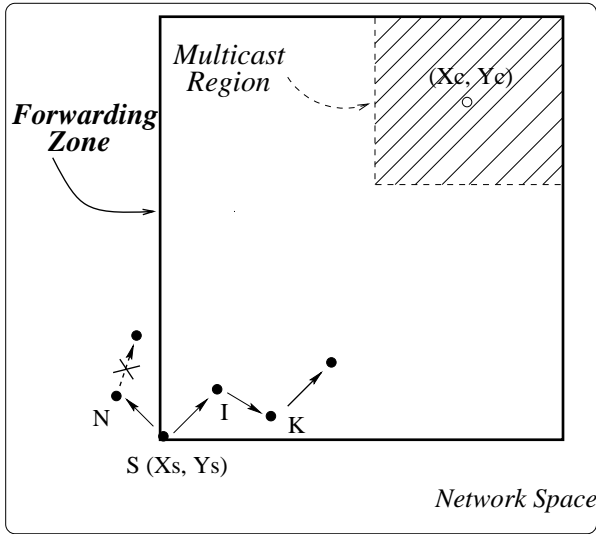 Multicast
Region
(Xc, Yc)
Forwarding
Zone
N
I
K
S (Xs, Ys)
Network Space